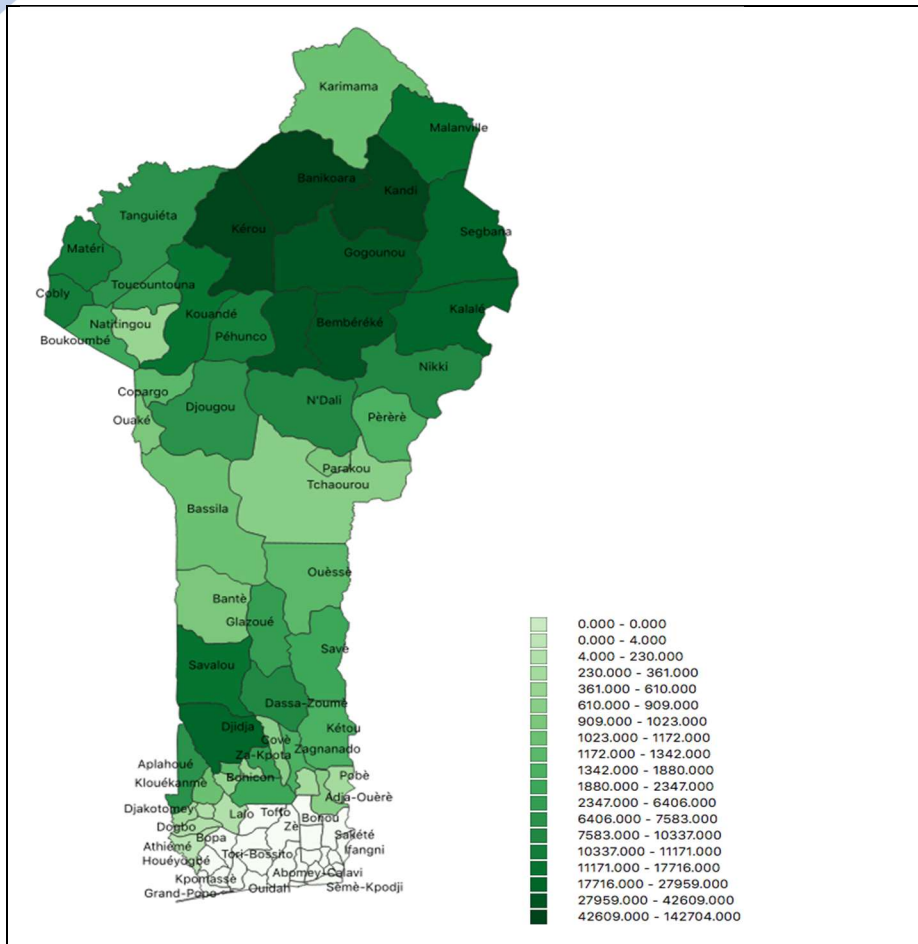 Karimama
Malanville
Banikoara
Kandi
Tanguiéta
Kérou
Segbana
Matéri
Gogounou
Toucountouna
Cobly
Kalalé
Kouandé
Natitingou
Bembéréké
Péhunco
Boukoumbé
Nikki
Copargo
N'Dali
Djougou
Pèrèrè
Ouaké
Parakou
Tchaourou
Bassila
Ouèssè
Bantè
Glazoué
Savè
Savalou
Dassa-Zoumè
Djidja
Kétou
Covè
Zagnanado
Za-Kpota
Aplahoué
Bohicon
Pobè
Klouékanmè
Adja-Ouèrè
Djakotomey
Lalo
Toffo
Bonou
Dogbo
Zè
Sakété
Bopa
Athiémé
Ifangni
Tori-Bossito
Houéyogbé
Abomey-Calavi
Kpomassè
Ouidah
Sèmè-Kpodji
Grand-Popo
0.000 - 0.000
0.000 - 4.000
4.000 - 230.000
230.000 - 361.000
361.000 - 610.000
610.000 - 909.000
909.000 - 1023.000
1023.000 - 1172.000
1172.000 - 1342.000
1342.000 - 1880.000
1880.000 - 2347.000
2347.000 - 6406.000
6406.000 - 7583.000
7583.000 - 10337.000
10337.000 - 11171.000
11171.000 - 17716.000
17716.000 - 27959.000
27959.000 - 42609.000
42609.000 - 142704.000